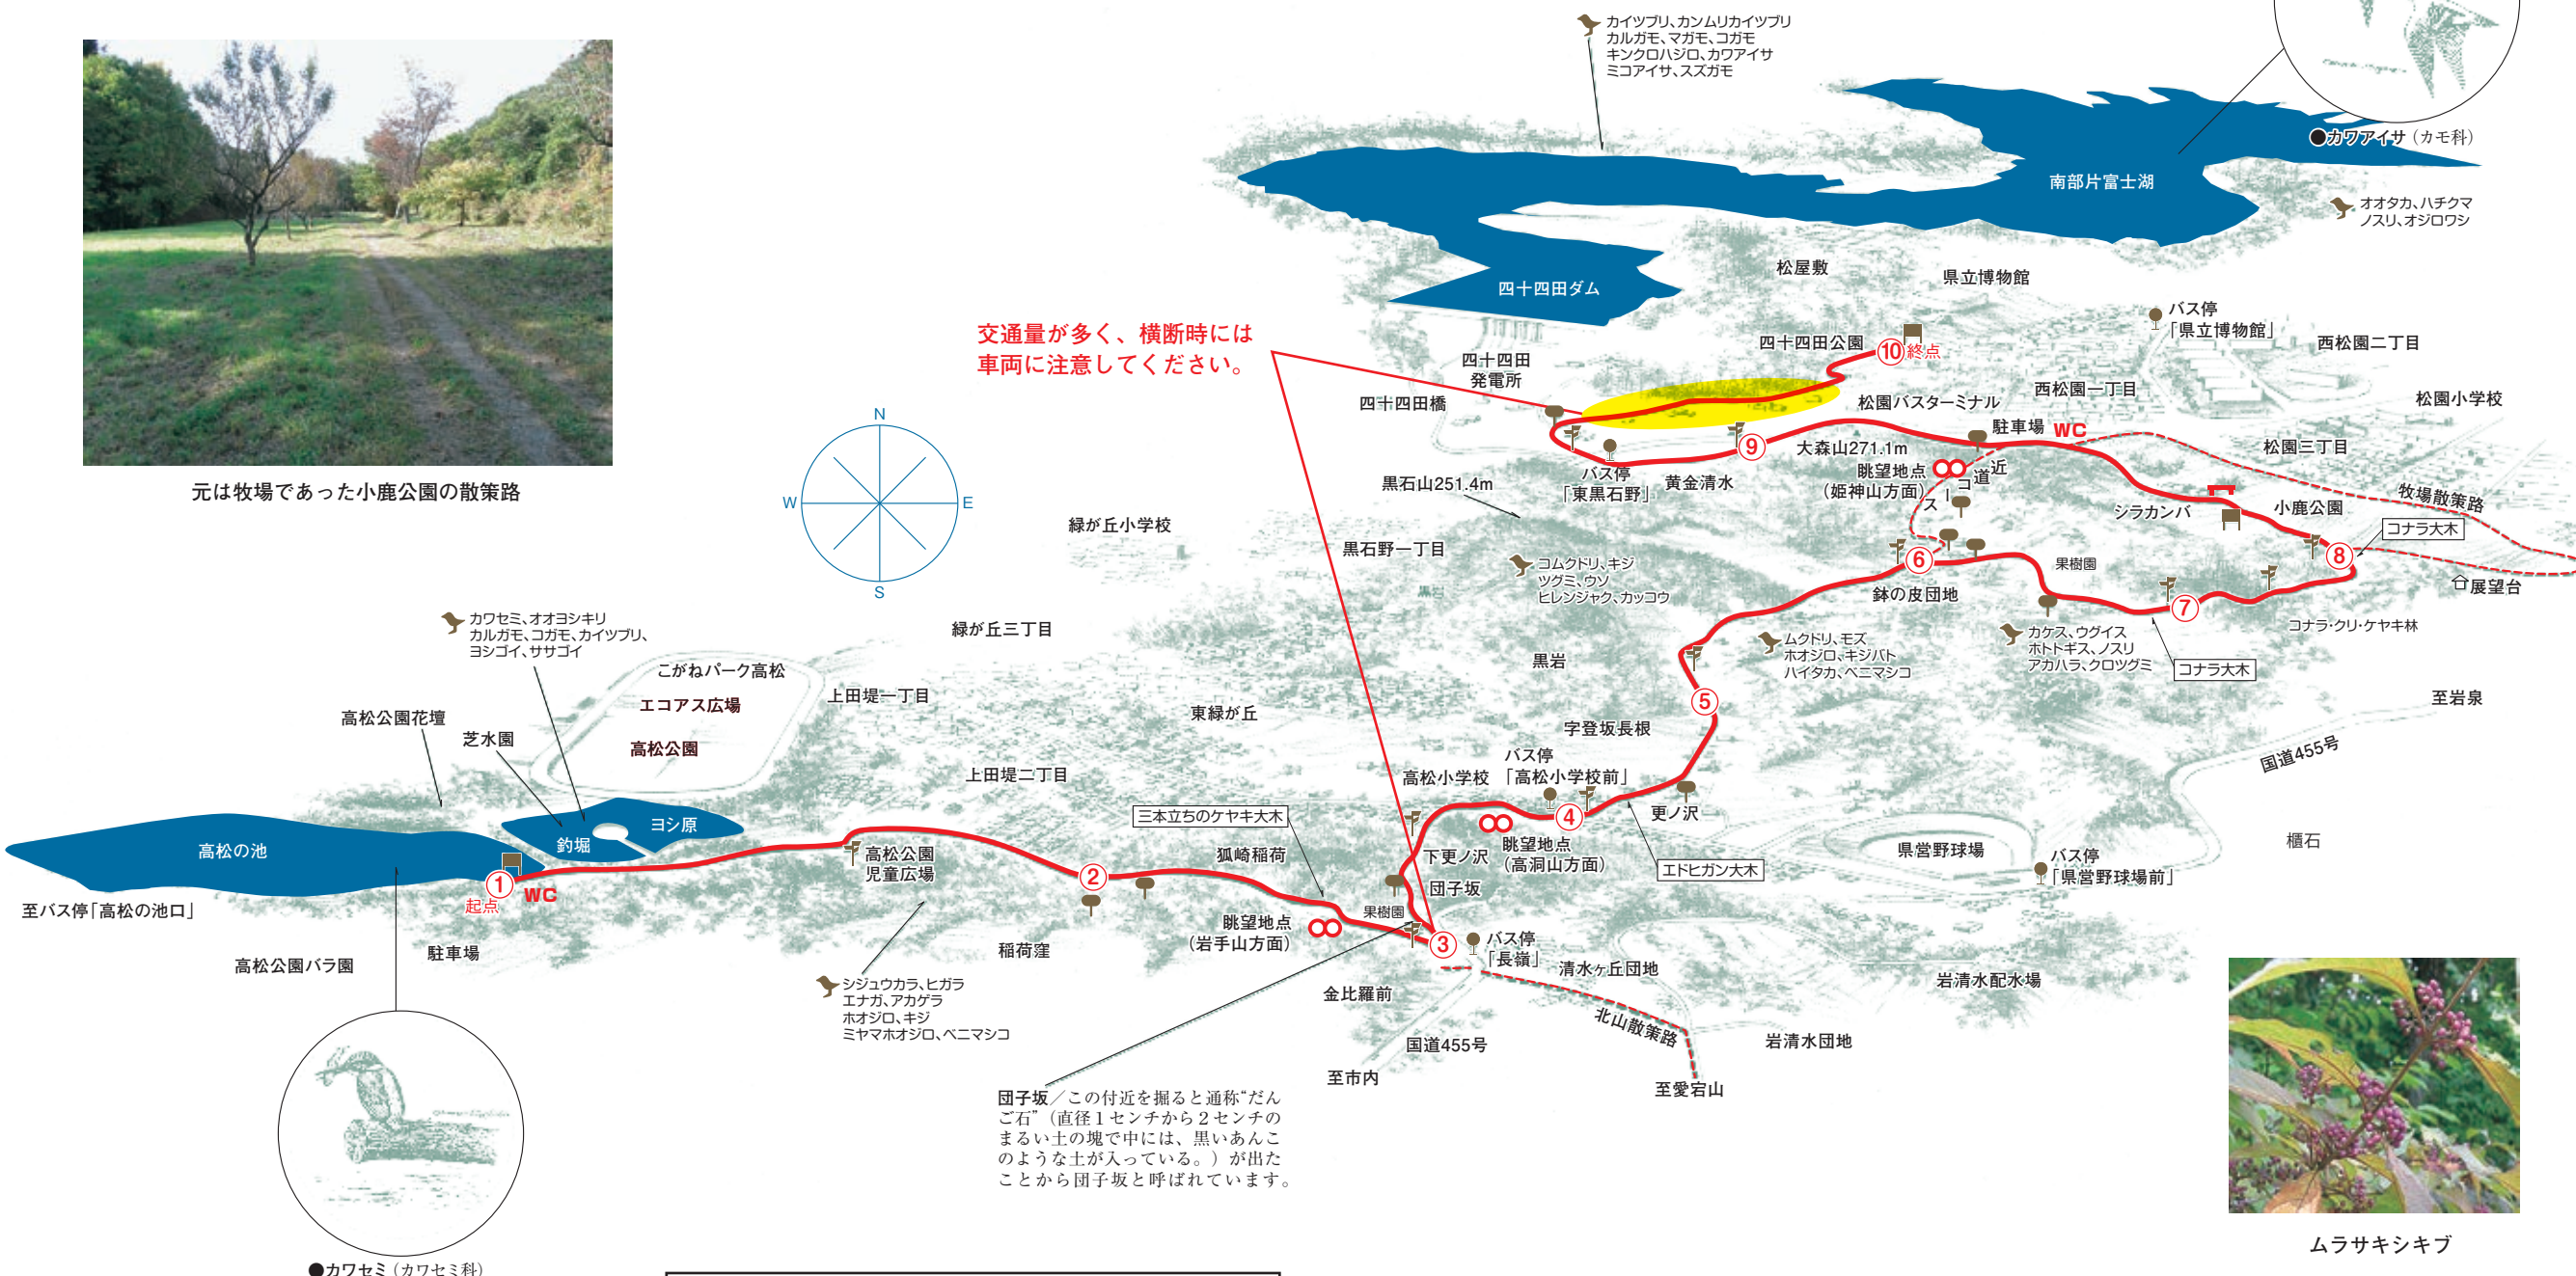 カイツブリ、カンムリカイツブリ
カルガモ、マガモ、コガモ
キンクロハジロ、カワアイサ
ミコアイサ、スズガモ
●カワアイサ（カモ科）
南部片富士湖
オオタカ、ハチクマ
ノスリ、オジロワシ
四十四田ダム
松屋敷
県立博物館
バス停
「県立博物館」
西松園二丁目
元は牧場であった小鹿公園の散策路
交通量が多く、横断時には
車両に注意してください。
四十四田
発電所
四十四田公園
⑩終点
四十四田橋
西松園一丁目
松園バスターミナル
松園小学校
駐車場 WC
松園三丁目
⑨
大森山271.1m
バス停
「東黒石野」
黄金清水
眺望地点
（姫神山方面）
近道コース
牧場散策路
黒石山251.4m
シラカンバ
小鹿公園
コナラ大木
⑧
展望台
N
W
E
S
緑が丘小学校
黒石野一丁目
コムクドリ、キジ
ツグミ、ウソ
ヒレンジャク、カッコウ
黒岩
⑥
鉢の皮団地
果樹園
⑦
コナラ・クリ・ケヤキ林
カワセミ、オオヨシキリ
カルガモ、コガモ、カイツブリ、
ヨシゴイ、ササゴイ
緑が丘三丁目
黒岩
ムクドリ、モズ
ホオジロ、キジバト
ハイタカ、ベニマシコ
カケス、ウグイス
ホトトギス、ノスリ
アカハラ、クロツグミ
コナラ大木
こがねパーク高松
エコアス広場
高松公園
上田堤一丁目
東緑が丘
⑤
字登坂長根
至岩泉
国道455号
高松公園花壇
芝水園
上田堤二丁目
高松小学校
バス停
「高松小学校前」
三本立ちのケヤキ大木
④
更ノ沢
高松の池
釣堀
ヨシ原
高松公園
児童広場
狐崎稲荷
下更ノ沢
眺望地点
（高洞山方面）
エドヒガン大木
県営野球場
バス停
「県営野球場前」
櫃石
①
起点
WC
②
団子坂
果樹園
至バス停「高松の池口」
眺望地点
（岩手山方面）
③
バス停
「長嶺」
高松公園バラ園
駐車場
稲荷窪
清水ヶ丘団地
岩清水配水場
シジュウカラ、ヒガラ
エナガ、アカゲラ
ホオジロ、キジ
ミヤマホオジロ、ベニマシコ
金比羅前
北山散策路
国道455号
岩清水団地
至市内
至愛宕山
団子坂／この付近を掘ると通称“だん
ご石”（直径１センチから２センチの
まるい土の塊で中には、黒いあんこ
のような土が入っている。）が出た
ことから団子坂と呼ばれています。
ムラサキシキブ
●カワセミ（カワセミ科）